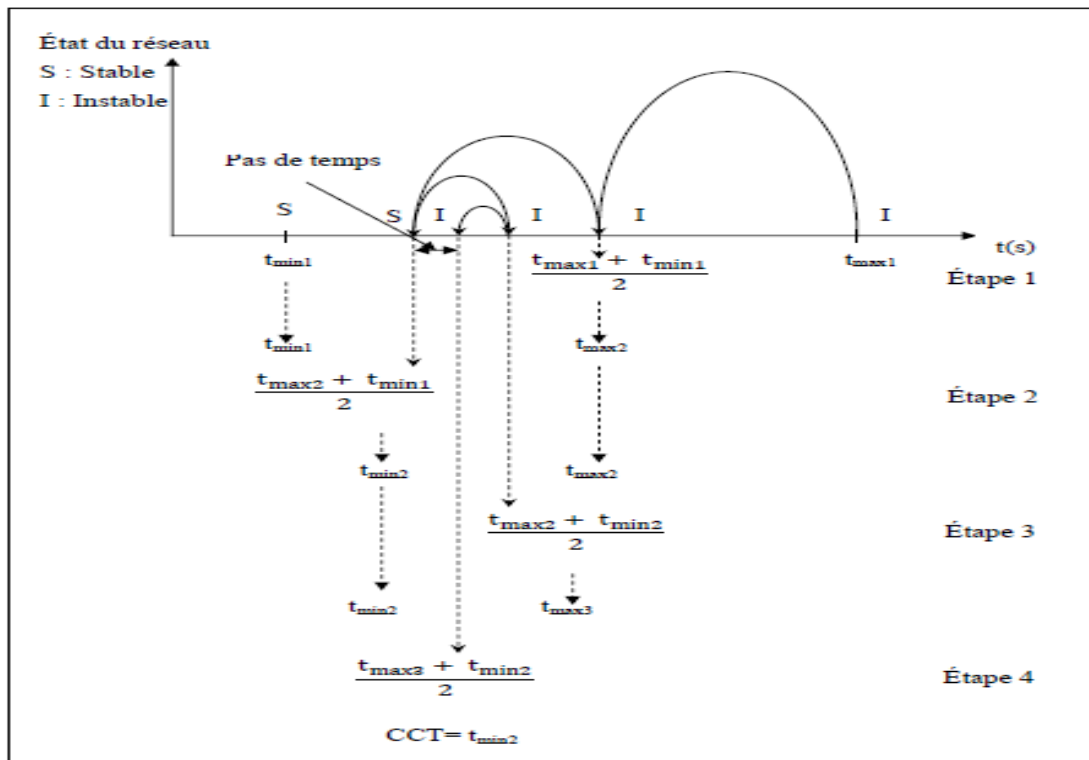 État du réseau
S : Stable
I : Instable
Pas de temps
S S I I I I
t(s)
tmin1 tmax1 + tmin1 tmax1
2
Étape 1
tmin1 tmax2
tmax2 + tmin1
2
Étape 2
tmin2 tmax2
tmax2 + tmin2
2
Étape 3
tmin2 tmax3
tmax3 + tmin2
2
Étape 4
CCT= tmin2